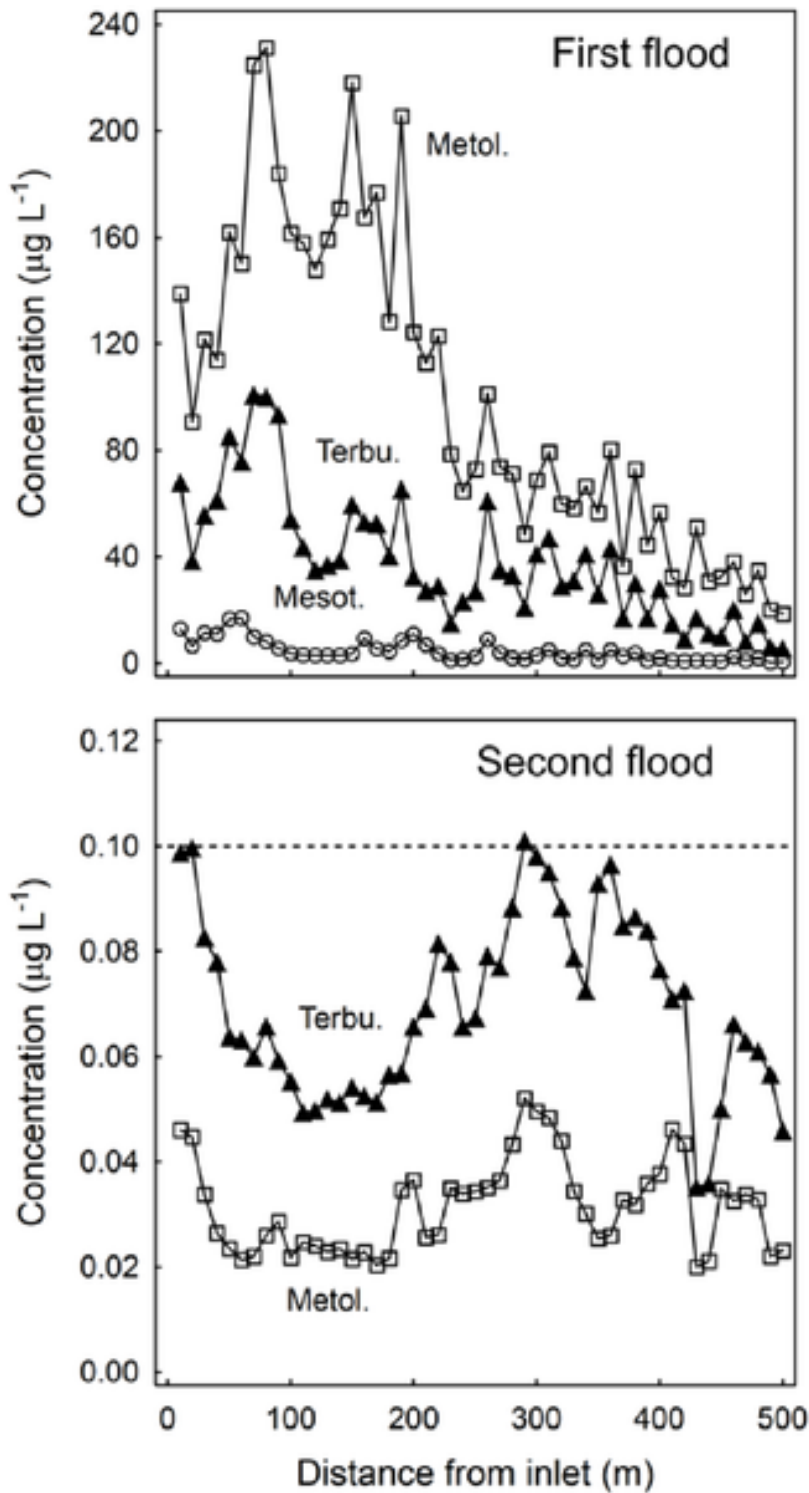 First flood
Metol.
Terbu.
Mesot.
Concentration (µg L⁻¹)
240
200
160
120
80
40
0
Second flood
Terbu.
Metol.
Concentration (µg L⁻¹)
0.12
0.10
0.08
0.06
0.04
0.02
0.00
0 100 200 300 400 500
Distance from inlet (m)